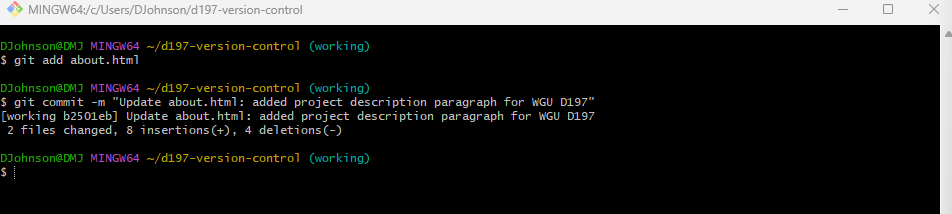 MINGW64:/c/Users/DJohnson/d197-version-control
DJohnson@DMJ MINGW64 ~/d197-version-control (working)
$ git add about.html
DJohnson@DMJ MINGW64 ~/d197-version-control (working)
$ git commit -m "Update about.html: added project description paragraph for WGU D197"
[working b2501eb] Update about.html: added project description paragraph for WGU D197
 2 files changed, 8 insertions(+), 4 deletions(-)
DJohnson@DMJ MINGW64 ~/d197-version-control (working)
$